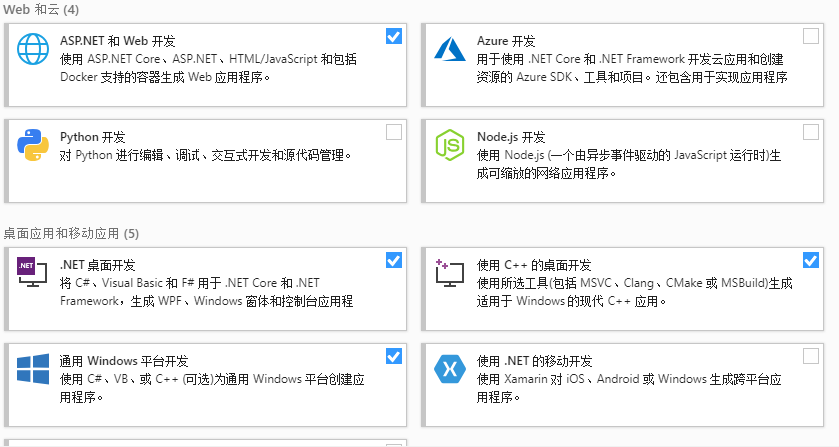 Web 和云 (4)
ASP.NET 和 Web 开发
使用 ASP.NET Core、ASP.NET、HTML/JavaScript 和包括
Docker 支持的容器生成 Web 应用程序。
Azure 开发
用于使用 .NET Core 和 .NET Framework 开发云应用和创建
资源的 Azure SDK、工具和项目。还包含用于实现应用程序
Python 开发
对 Python 进行编辑、调试、交互式开发和源代码管理。
Node.js 开发
使用 Node.js (一个由异步事件驱动的 JavaScript 运行时)生
成可缩放的网络应用程序。
桌面应用和移动应用 (5)
.NET
.NET 桌面开发
将 C#、Visual Basic 和 F# 用于 .NET Core 和 .NET
Framework，生成 WPF、Windows 窗体和控制台应用程
使用 C++ 的桌面开发
使用所选工具(包括 MSVC、Clang、CMake 或 MSBuild)生成
适用于 Windows 的现代 C++ 应用。
通用 Windows 平台开发
使用 C#、VB、或 C++ (可选)为通用 Windows 平台创建应
用程序。
使用 .NET 的移动开发
使用 Xamarin 对 iOS、Android 或 Windows 生成跨平台应
用程序。